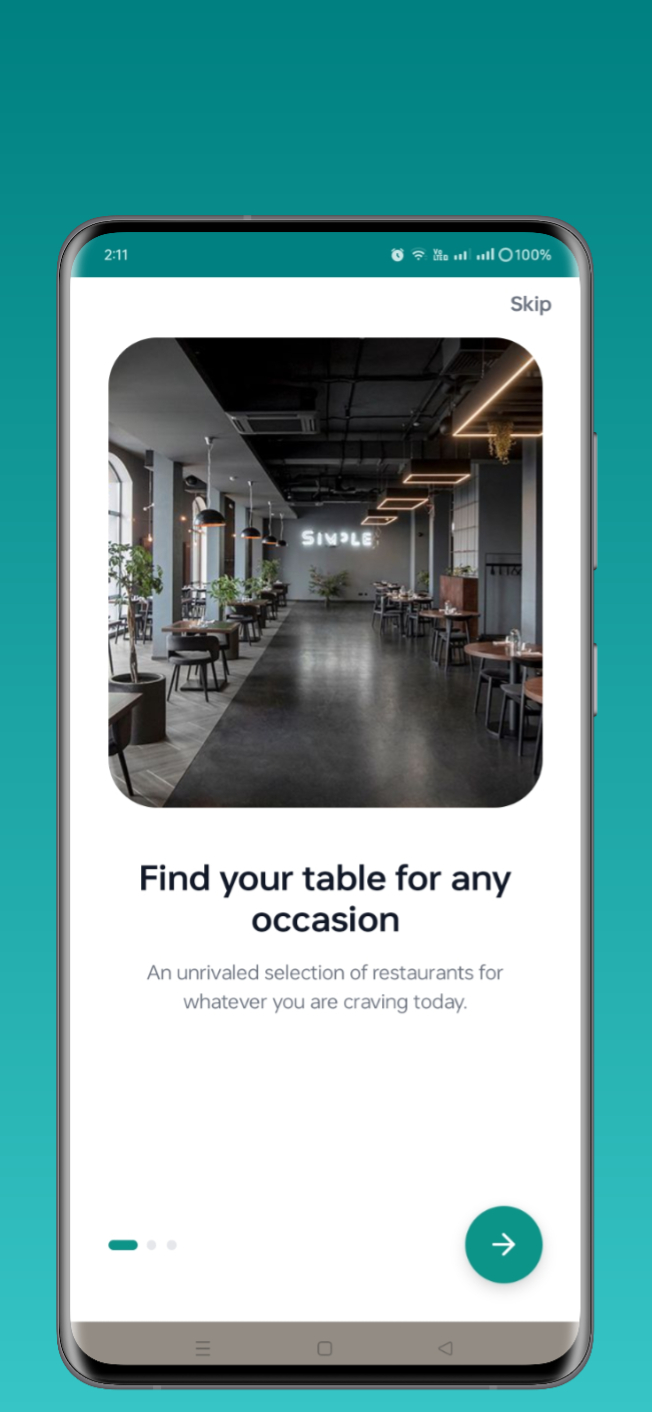 2:11
100%
Skip
SIMPLE
Find your table for any
occasion
An unrivaled selection of restaurants for
whatever you are craving today.